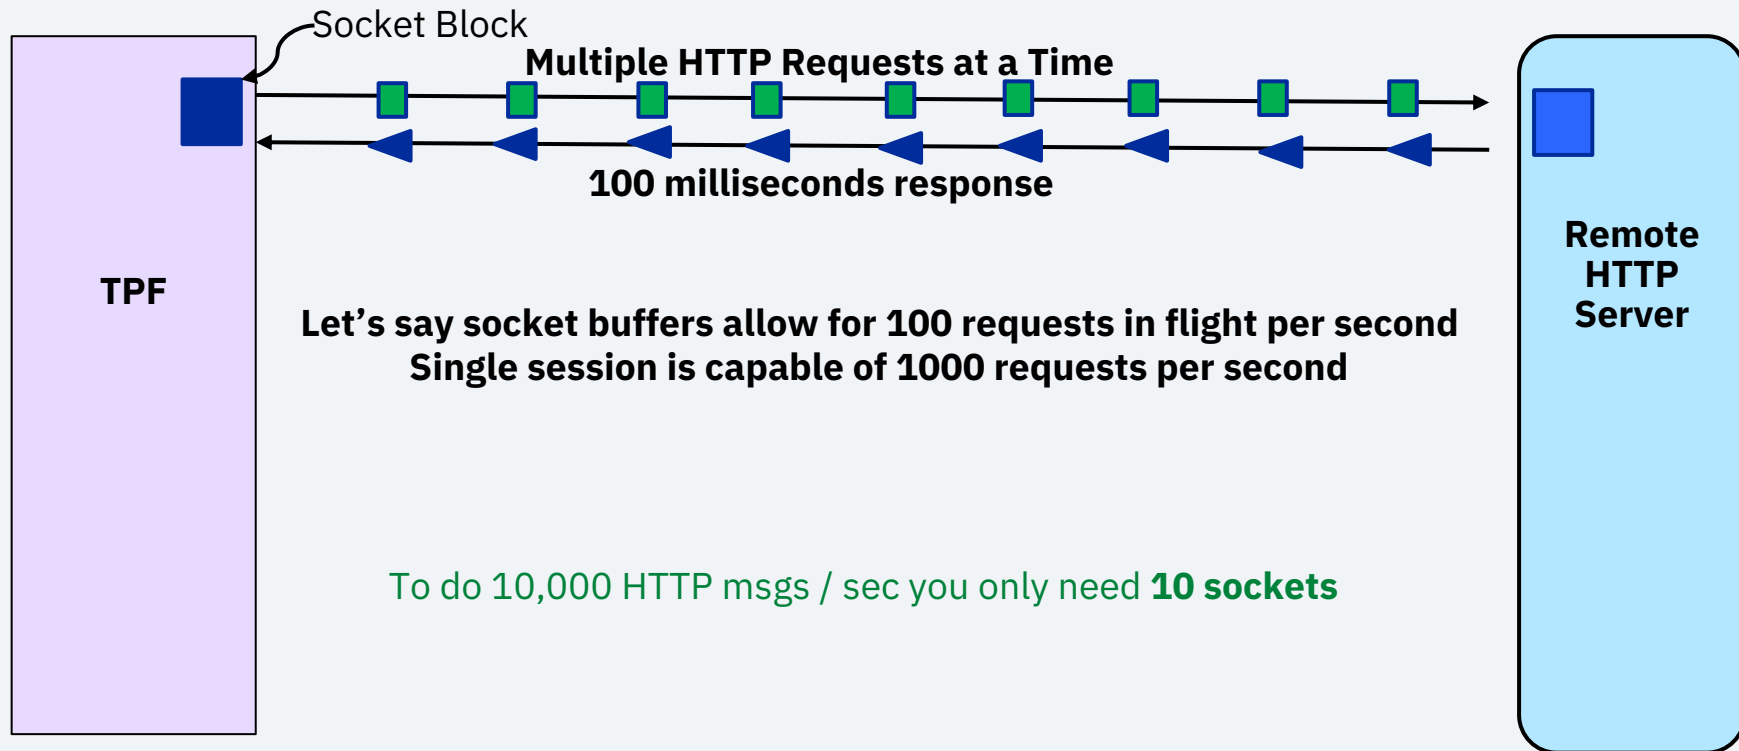 Socket Block
Multiple HTTP Requests at a Time
100 milliseconds response
TPF
Remote
HTTP
Server
Let’s say socket buffers allow for 100 requests in flight per second
Single session is capable of 1000 requests per second
To do 10,000 HTTP msgs / sec you only need 10 sockets